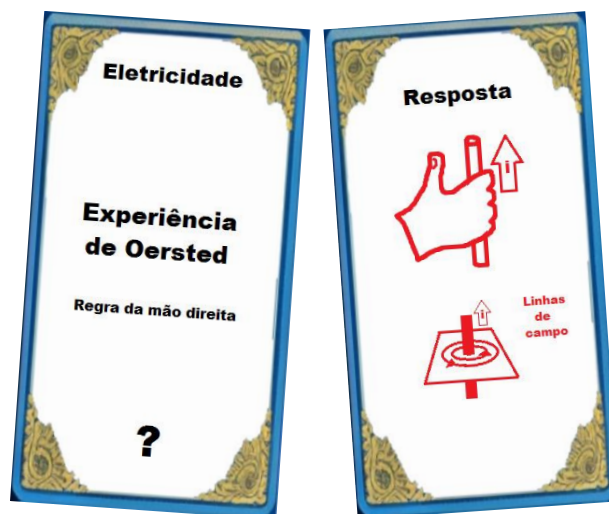 Eletricidade
Experiência
de Oersted
Regra da mão direita
?
Resposta
i
i
Linhas
de
campo